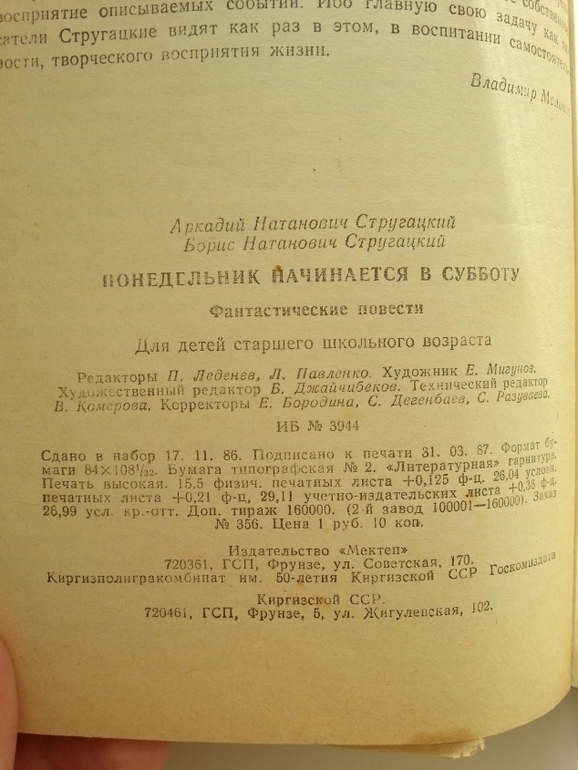 восприятие описываемых событий. Ибо главную свою задачу как
Стругацкие видят как раз в этом, в воспитании
творческого восприятия жизни.
Владимир
Аркадий Натанович Стругацкий
Борис Натанович Стругацкий
ПОНЕДЕЛЬНИК НАЧИНАЕТСЯ В СУББОТУ
Фантастические повести
Для детей старшего школьного возраста
Редакторы П. Леденев, Л. Павленко. Художник Е. Мигунов.
Художественный редактор Б. Джайчибеков. Технический редактор
В. Комерова. Корректоры Е. Бородина, С. Дегенбаев, С. Разуваева.
ИБ № 3944
Сдано в набор 17. 11. 86. Подписано к печати 31. 03. 87. Формат бу-
маги 84×108 1/32. Бумага типографская № 2. «Литературная» гарнитура.
Печать высокая. 15,5 физич. печатных листа +0,125 ф-ц. 26,04 услов.
печатных листа +0,21 ф-ц, 29,11 учетно-издательских листа +0,36 ф-ц.
26,99 усл. кр.-отт. Доп. тираж 160000. (2-й завод 100001—160000). Заказ
№ 356. Цена 1 руб. 10 коп.
Издательство «Мектеп»
720361, ГСП, Фрунзе, ул. Советская, 170.
Киргизполиграфкомбинат им. 50-летия Киргизской ССР Госкомиздата
Киргизской ССР.
720461, ГСП, Фрунзе, 5, ул. Жигулевская, 102.